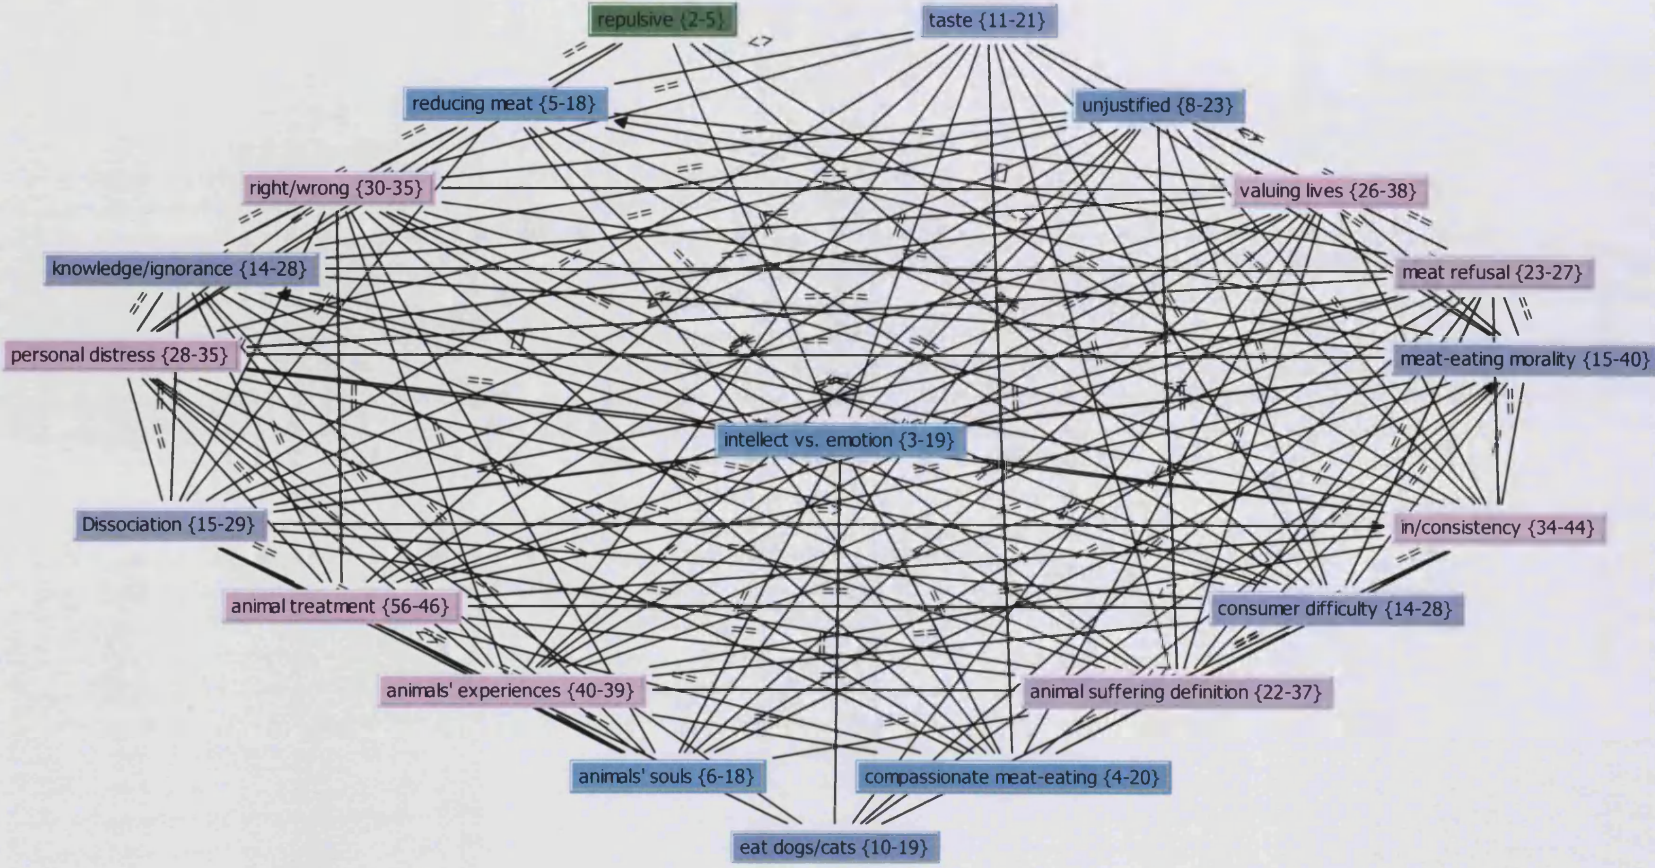 repulsive {2-5}
taste {11-21}
reducing meat {5-18}
unjustified {8-23}
right/wrong {30-35}
valuing lives {26-38}
knowledge/ignorance {14-28}
meat refusal {23-27}
personal distress {28-35}
meat-eating morality {15-40}
intellect vs. emotion {3-19}
Dissociation {15-29}
in/consistency {34-44}
animal treatment {56-46}
consumer difficulty {14-28}
animals' experiences {40-39}
animal suffering definition {22-37}
animals' souls {6-18}
compassionate meat-eating {4-20}
eat dogs/cats {10-19}